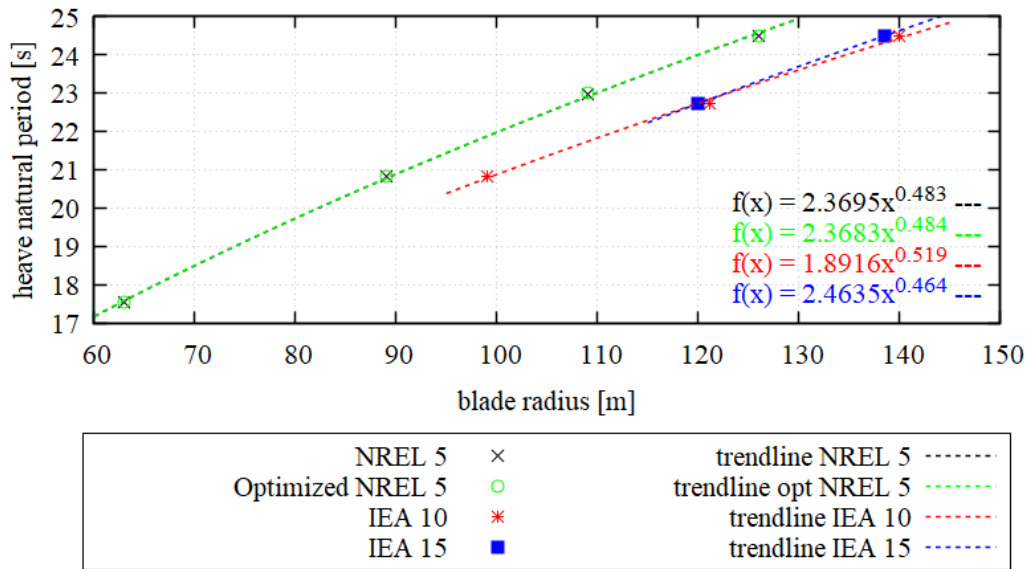 25
24
23
22
21
20
19
18
17
heave natural period [s]
f(x) = 2.3695x^0.483 ---
f(x) = 2.3683x^0.484 ---
f(x) = 1.8916x^0.519 ---
f(x) = 2.4635x^0.464 ---
60 70 80 90 100 110 120 130 140 150
blade radius [m]
NREL 5 trendline NREL 5
Optimized NREL 5 trendline opt NREL 5
IEA 10 trendline IEA 10
IEA 15 trendline IEA 15